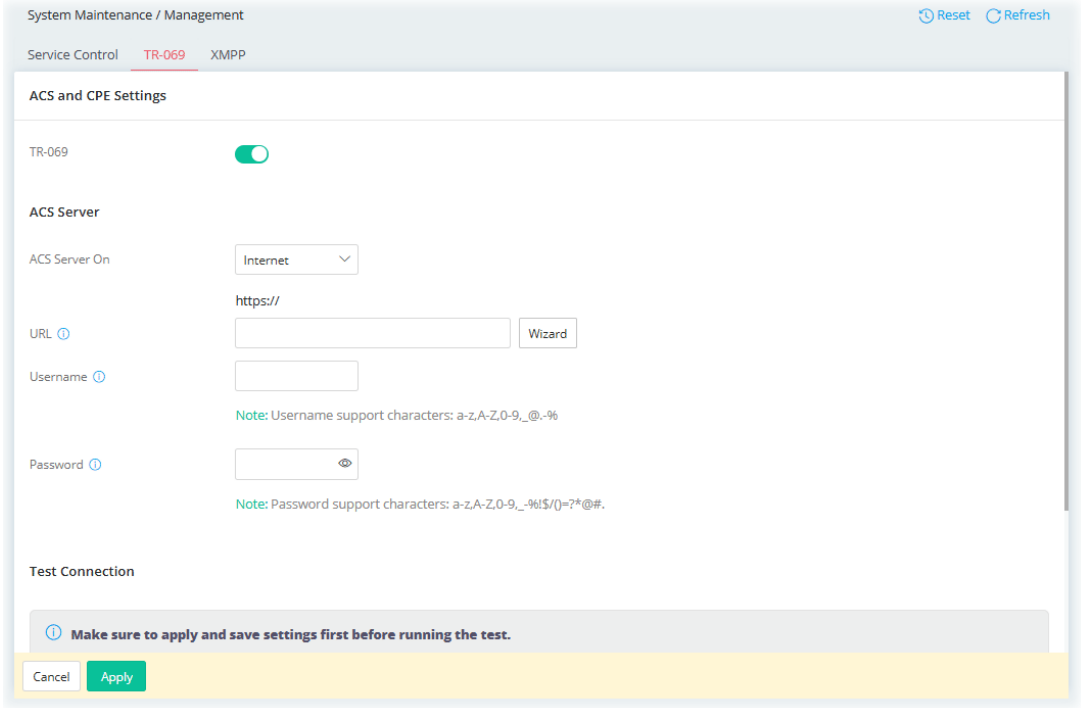 System Maintenance / Management Reset Refresh
Service Control TR-069 XMPP
ACS and CPE Settings
TR-069
ACS Server
ACS Server On Internet
https://
URL Wizard
Username
Note: Username support characters: a-z,A-Z,0-9,_@.-%
Password
Note: Password support characters: a-z,A-Z,0-9,_-%!$/()=?*@#.
Test Connection
Make sure to apply and save settings first before running the test.
Cancel Apply